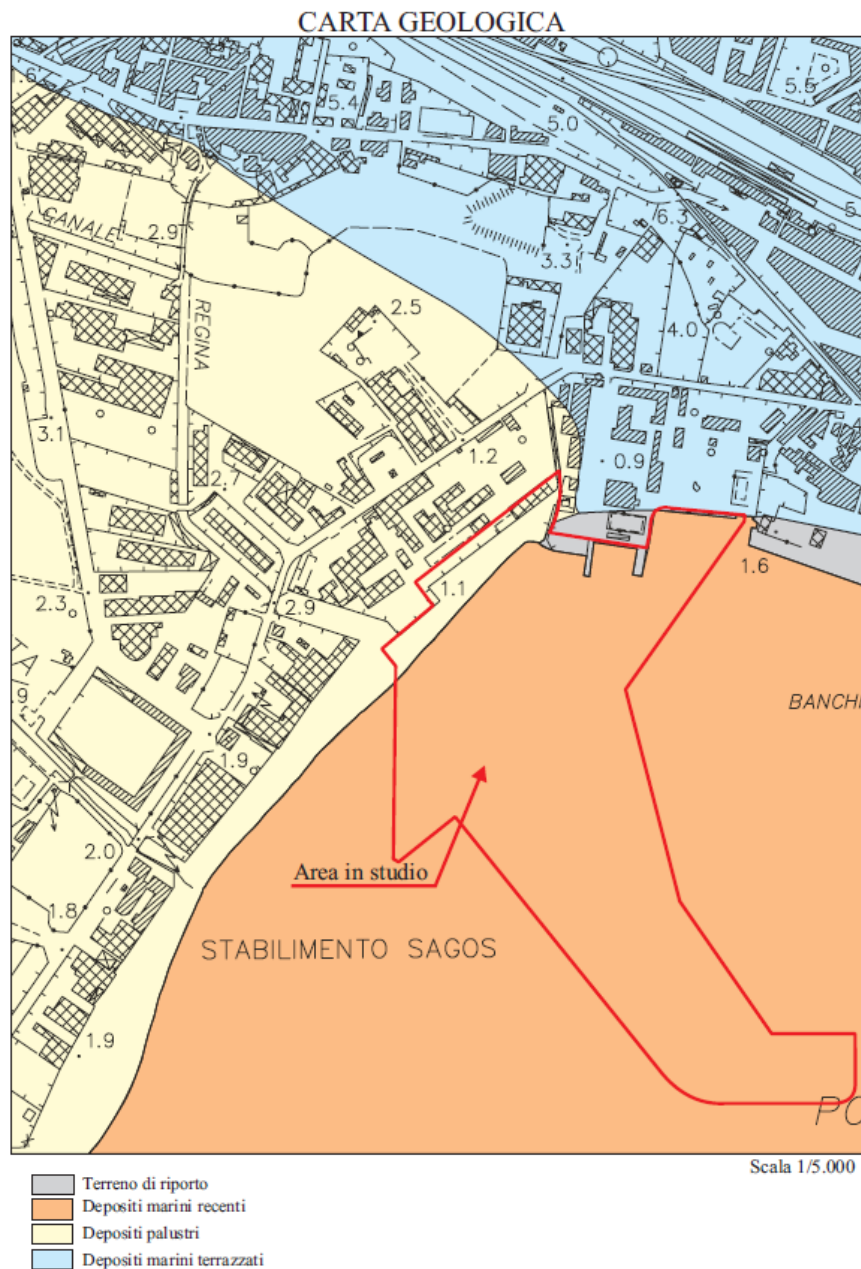 CARTA GEOLOGICA
5.4
5.5
5.0
6.3
2.9
CANALE
3.3
REGINA
2.5
4.0
3.1
1.2
0.9
2.7
1.1
1.6
2.3
2.9
TA
.9
BANCHI
1.9
2.0
Area in studio
1.8
STABILIMENTO SAGOS
1.9
PO
Scala 1/5.000
Terreno di riporto
Depositi marini recenti
Depositi palustri
Depositi marini terrazzati